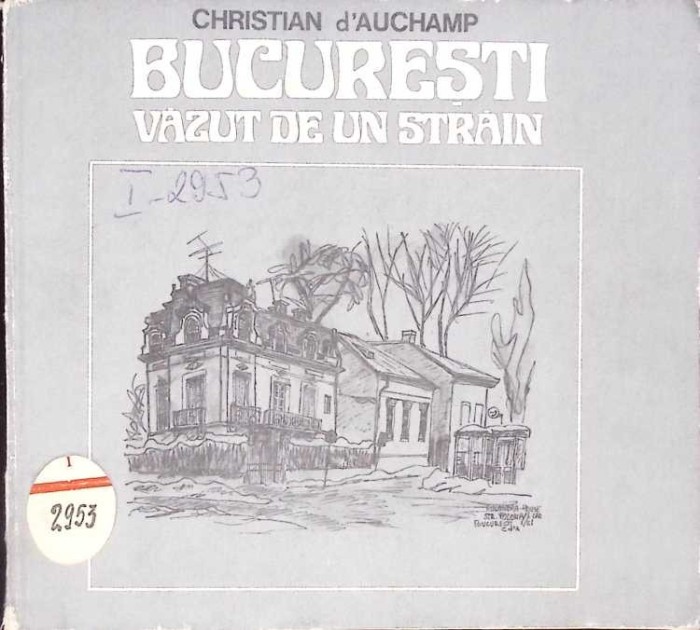 CHRISTIAN d'AUCHAMP
BUCUREȘTI
VĂZUT DE UN STRĂIN
I-2953
I
2953